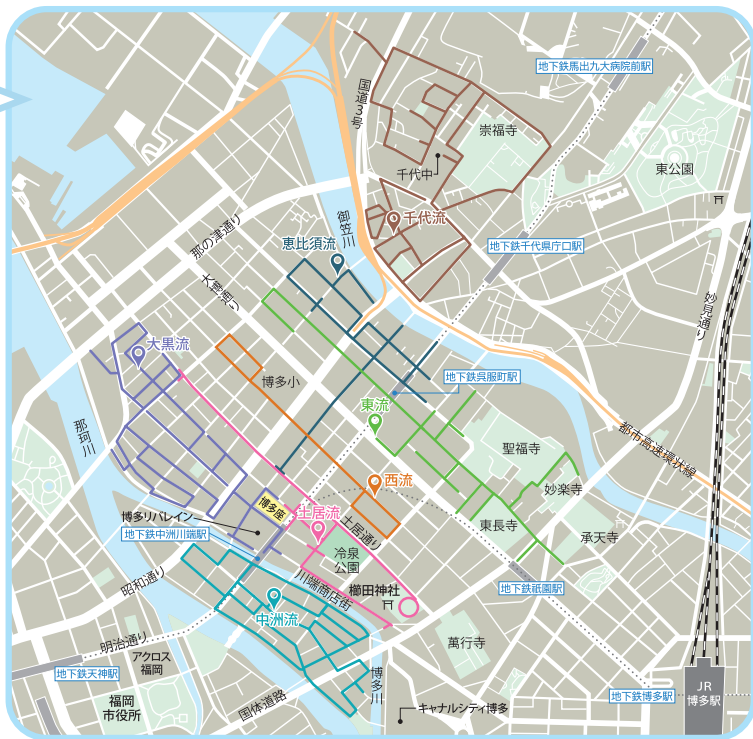 地下鉄馬出九大病院前駅
国道3号
崇福寺
千代中
東公園
千代流
御笠川
恵比須流
那の津通り
地下鉄千代県庁口駅
大博通り
妙見通り
大黒流
博多小
地下鉄呉服町駅
東流
那珂川
都市高速環状線
聖福寺
西流
妙楽寺
博多座
土居流
土居通り
東長寺
承天寺
博多リバレイン
地下鉄中洲川端駅
冷泉
公園
川端商店街
昭和通り
櫛田神社
地下鉄祇園駅
中洲流
明治通り
萬行寺
アクロス
福岡
地下鉄天神駅
博多川
福岡
市役所
国体道路
キャナルシティ博多
地下鉄博多駅
JR
博多駅